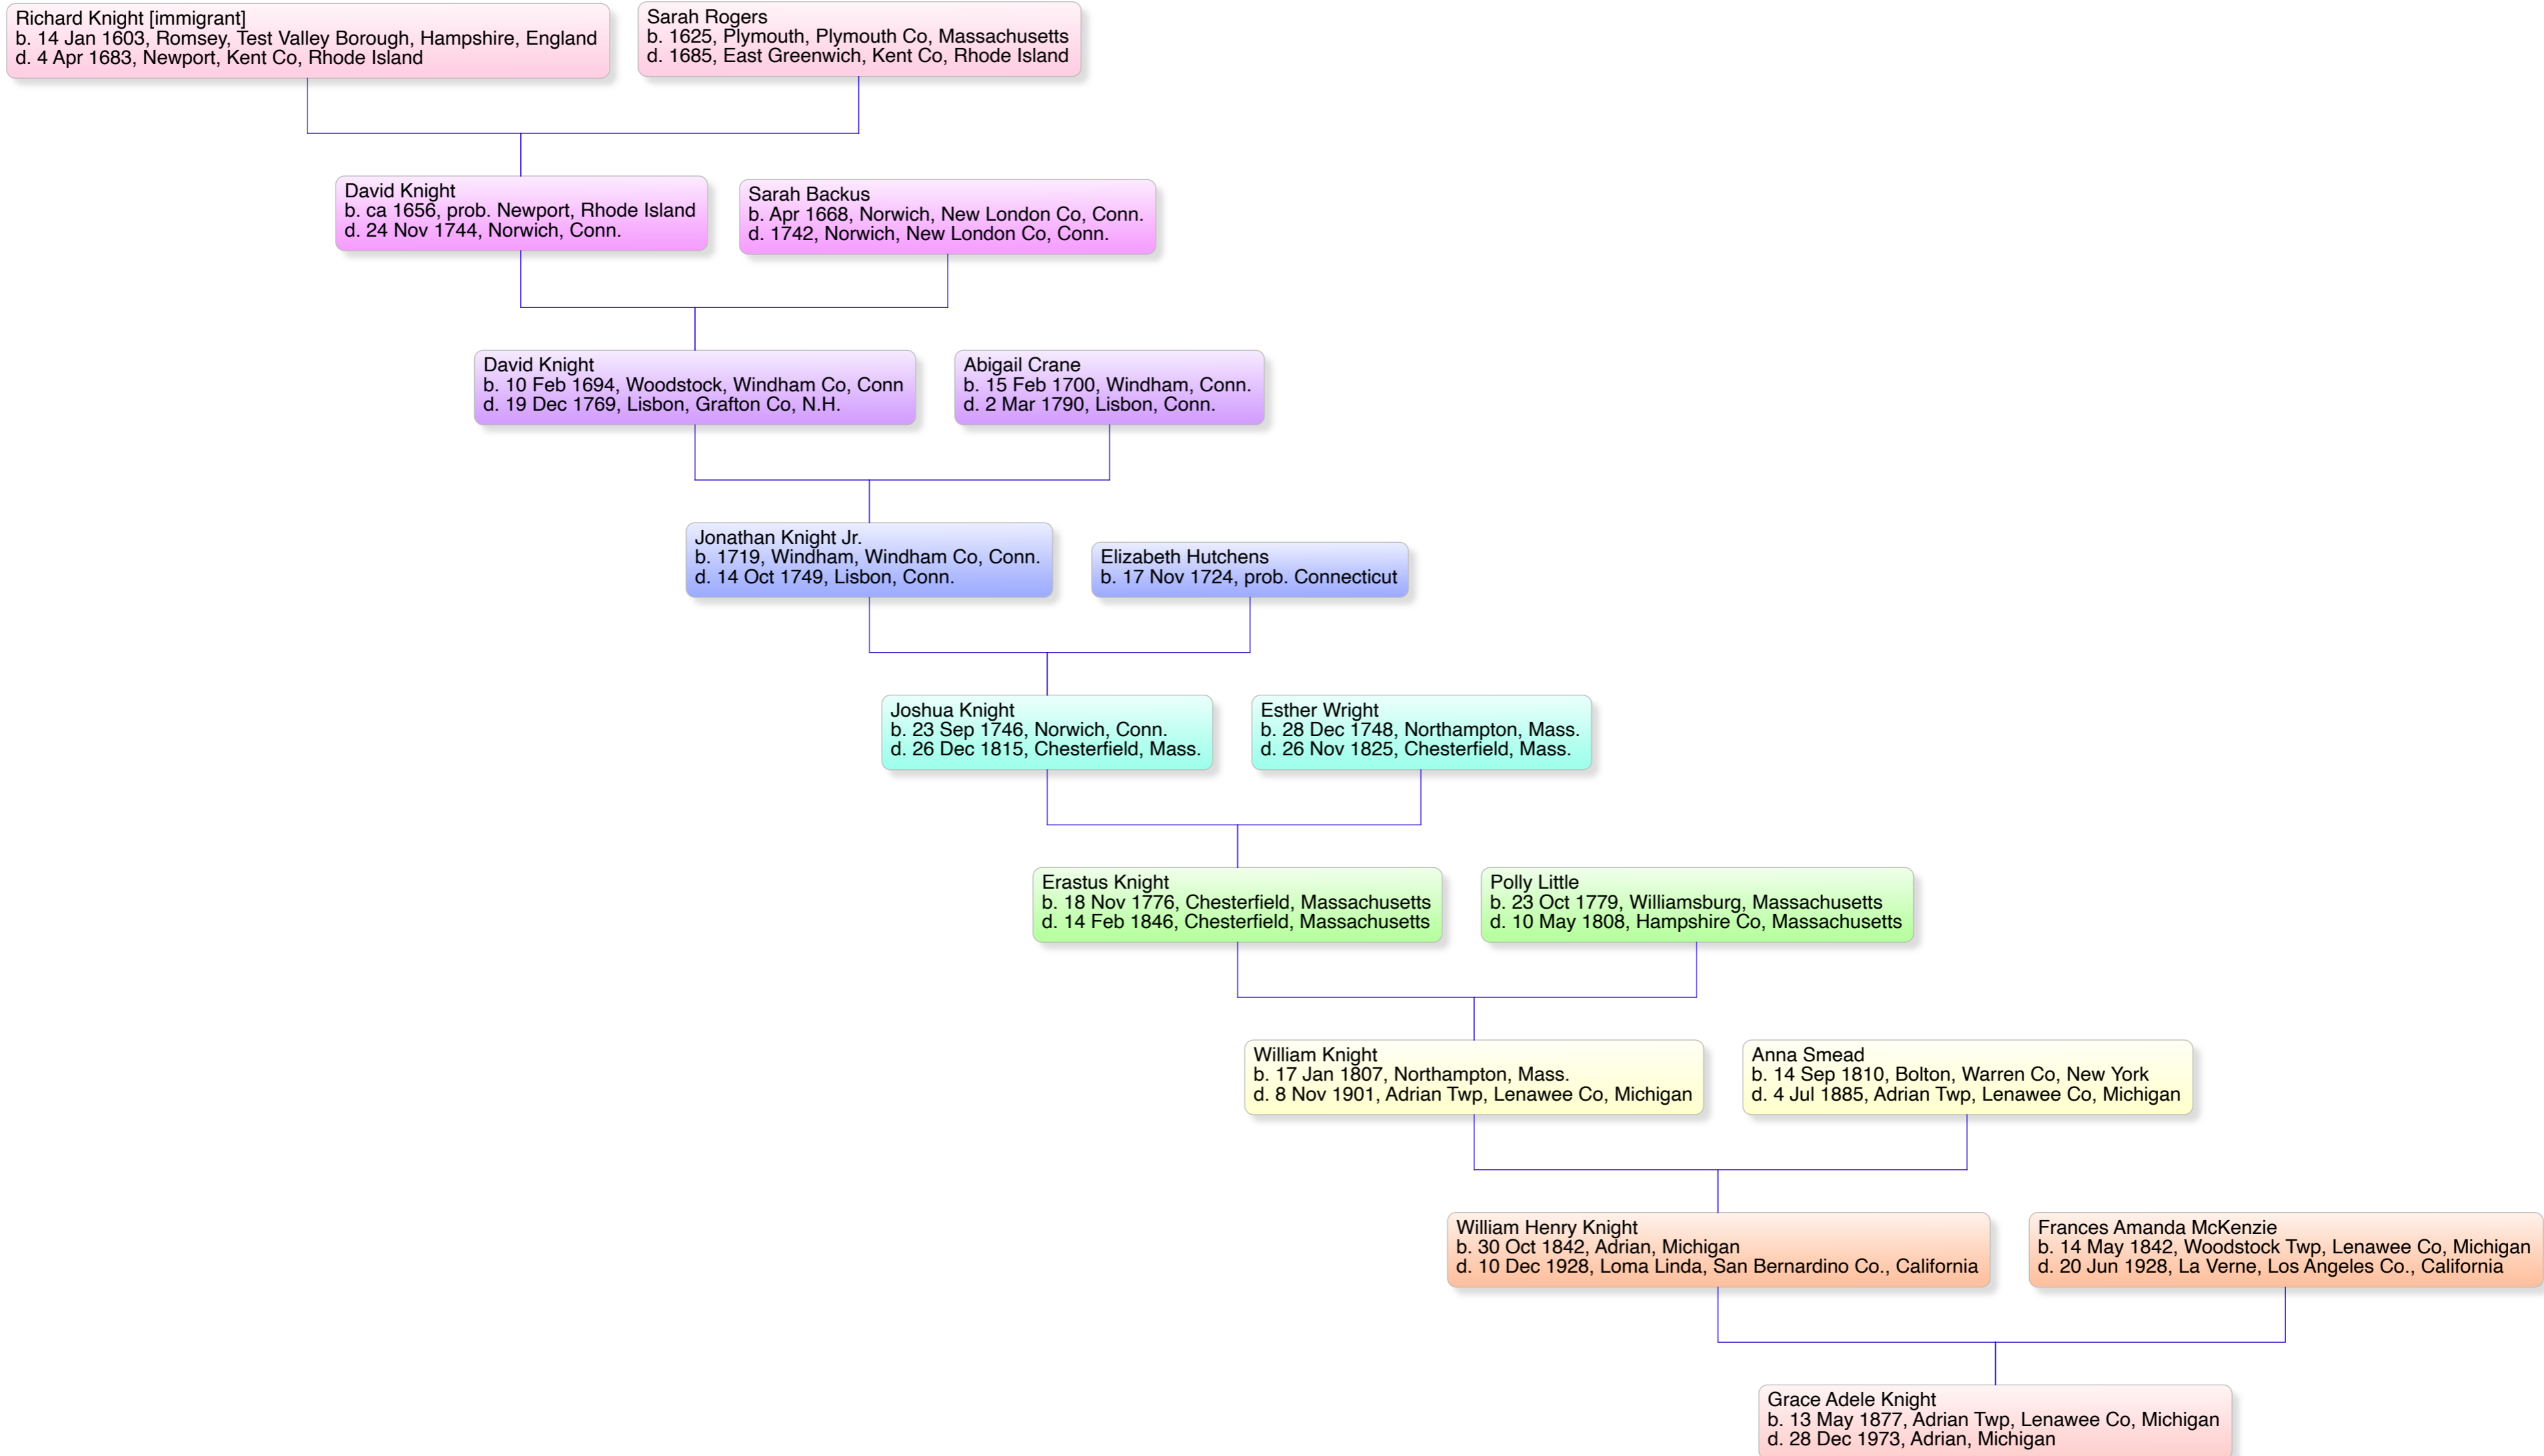 Richard Knight [immigrant]
b. 14 Jan 1603, Romsey, Test Valley Borough, Hampshire, England
d. 4 Apr 1683, Newport, Kent Co, Rhode Island
Sarah Rogers
b. 1625, Plymouth, Plymouth Co, Massachusetts
d. 1685, East Greenwich, Kent Co, Rhode Island
David Knight
b. ca 1656, prob. Newport, Rhode Island
d. 24 Nov 1744, Norwich, Conn.
Sarah Backus
b. Apr 1668, Norwich, New London Co, Conn.
d. 1742, Norwich, New London Co, Conn.
David Knight
b. 10 Feb 1694, Woodstock, Windham Co, Conn
d. 19 Dec 1769, Lisbon, Grafton Co, N.H.
Abigail Crane
b. 15 Feb 1700, Windham, Conn.
d. 2 Mar 1790, Lisbon, Conn.
Jonathan Knight Jr.
b. 1719, Windham, Windham Co, Conn.
d. 14 Oct 1749, Lisbon, Conn.
Elizabeth Hutchens
b. 17 Nov 1724, prob. Connecticut
Joshua Knight
b. 23 Sep 1746, Norwich, Conn.
d. 26 Dec 1815, Chesterfield, Mass.
Esther Wright
b. 28 Dec 1748, Northampton, Mass.
d. 26 Nov 1825, Chesterfield, Mass.
Erastus Knight
b. 18 Nov 1776, Chesterfield, Massachusetts
d. 14 Feb 1846, Chesterfield, Massachusetts
Polly Little
b. 23 Oct 1779, Williamsburg, Massachusetts
d. 10 May 1808, Hampshire Co, Massachusetts
William Knight
b. 17 Jan 1807, Northampton, Mass.
d. 8 Nov 1901, Adrian Twp, Lenawee Co, Michigan
Anna Smead
b. 14 Sep 1810, Bolton, Warren Co, New York
d. 4 Jul 1885, Adrian Twp, Lenawee Co, Michigan
William Henry Knight
b. 30 Oct 1842, Adrian, Michigan
d. 10 Dec 1928, Loma Linda, San Bernardino Co., California
Frances Amanda McKenzie
b. 14 May 1842, Woodstock Twp, Lenawee Co, Michigan
d. 20 Jun 1928, La Verne, Los Angeles Co., California
Grace Adele Knight
b. 13 May 1877, Adrian Twp, Lenawee Co, Michigan
d. 28 Dec 1973, Adrian, Michigan